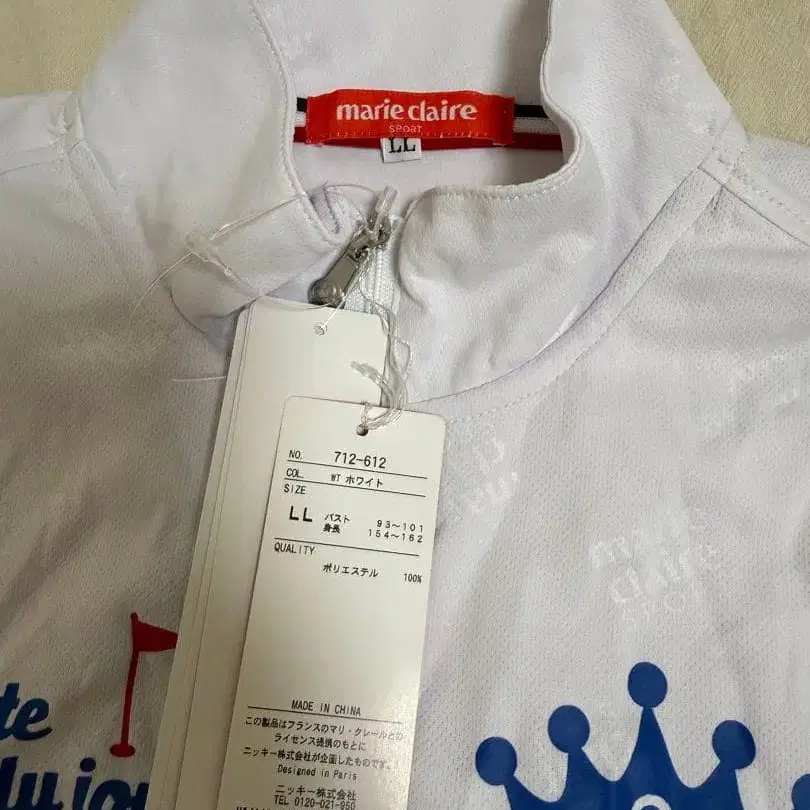 marie claire
SPORT
LL
NO. 712-612
COL. WT ホワイト
SIZE
LL バスト 93~101
身長 154~162
QUALITY
ポリエステル 100%
MADE IN CHINA
この製品はフランスのマリ・クレールとの
ライセンス提携のもとに
ニッキー株式会社が企画したものです。
Designed in Paris
ニッキー株式会社
TEL 0120-021-950
marie
claire
SPORT